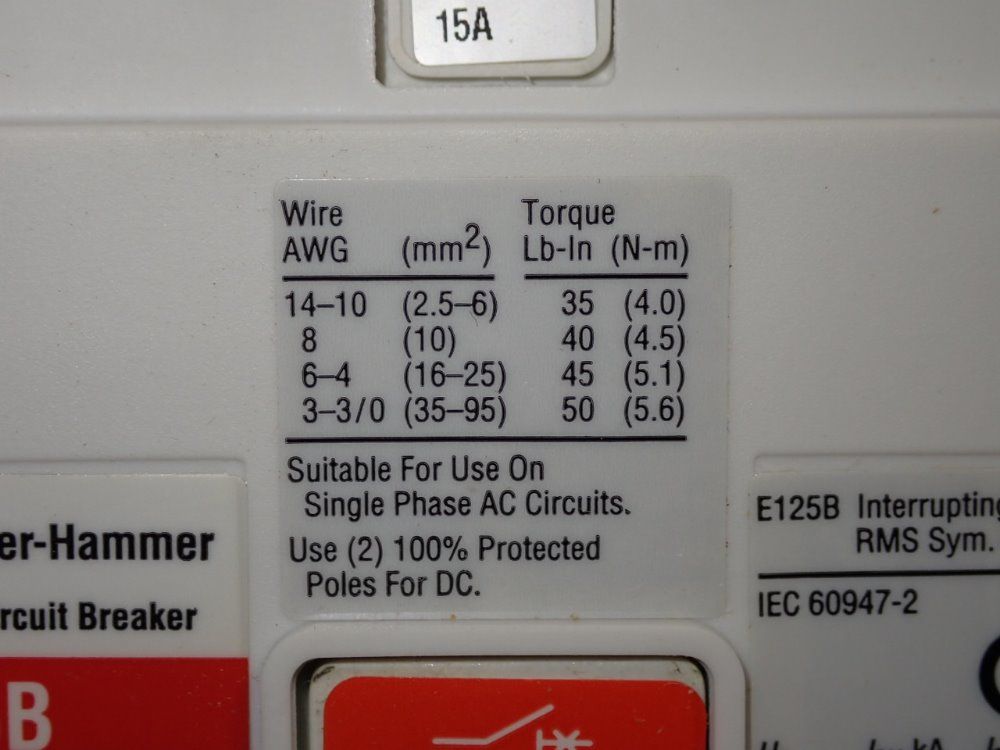 15A
Wire Torque
AWG (mm²) Lb-In (N-m)
14–10 (2.5–6) 35 (4.0)
8 (10) 40 (4.5)
6–4 (16–25) 45 (5.1)
3–3/0 (35–95) 50 (5.6)
Suitable For Use On
Single Phase AC Circuits.
Use (2) 100% Protected
Poles For DC.
er-Hammer
rcuit Breaker
B
E125B Interrupting
RMS Sym.
IEC 60947-2